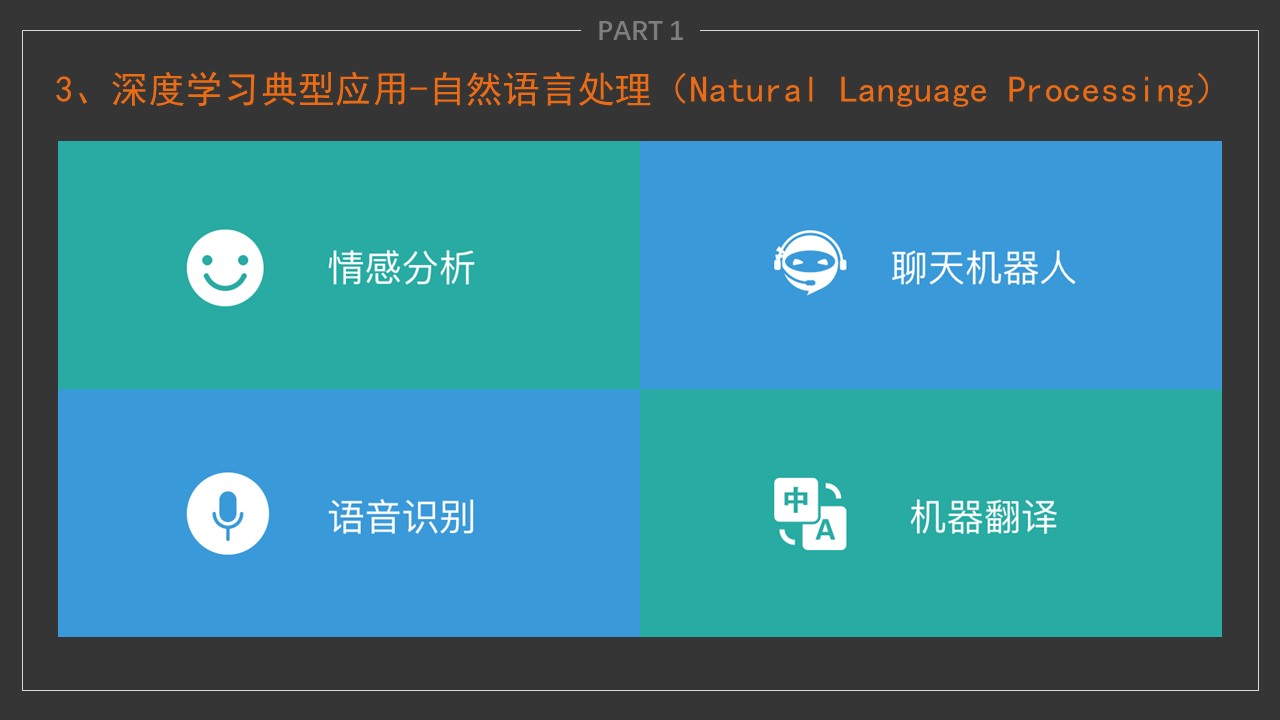 PART 1
3、深度学习典型应用-自然语言处理（Natural Language Processing）
情感分析
聊天机器人
语音识别
中
A
机器翻译